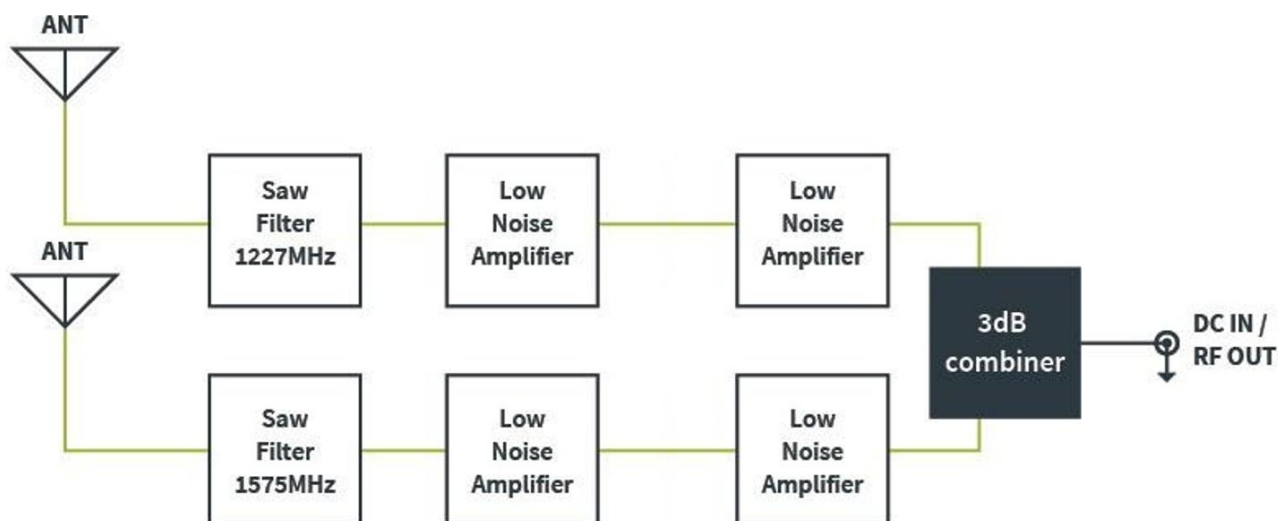 ANT
Saw
Filter
1227MHz
Low
Noise
Amplifier
Low
Noise
Amplifier
ANT
3dB
combiner
DC IN /
RF OUT
Saw
Filter
1575MHz
Low
Noise
Amplifier
Low
Noise
Amplifier